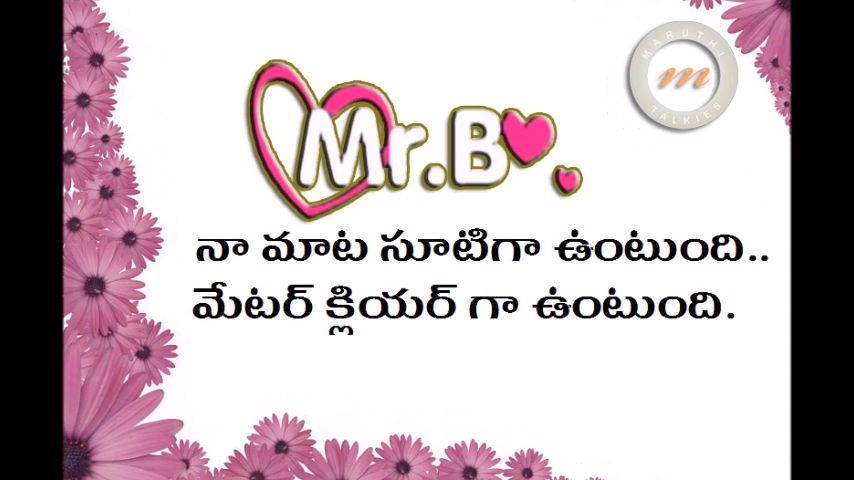 MARUTHI
m
TALKIES
Mr.B.
నా మాట సూటిగా ఉంటుంది..
మేటర్ క్లియర్ గా ఉంటుంది.